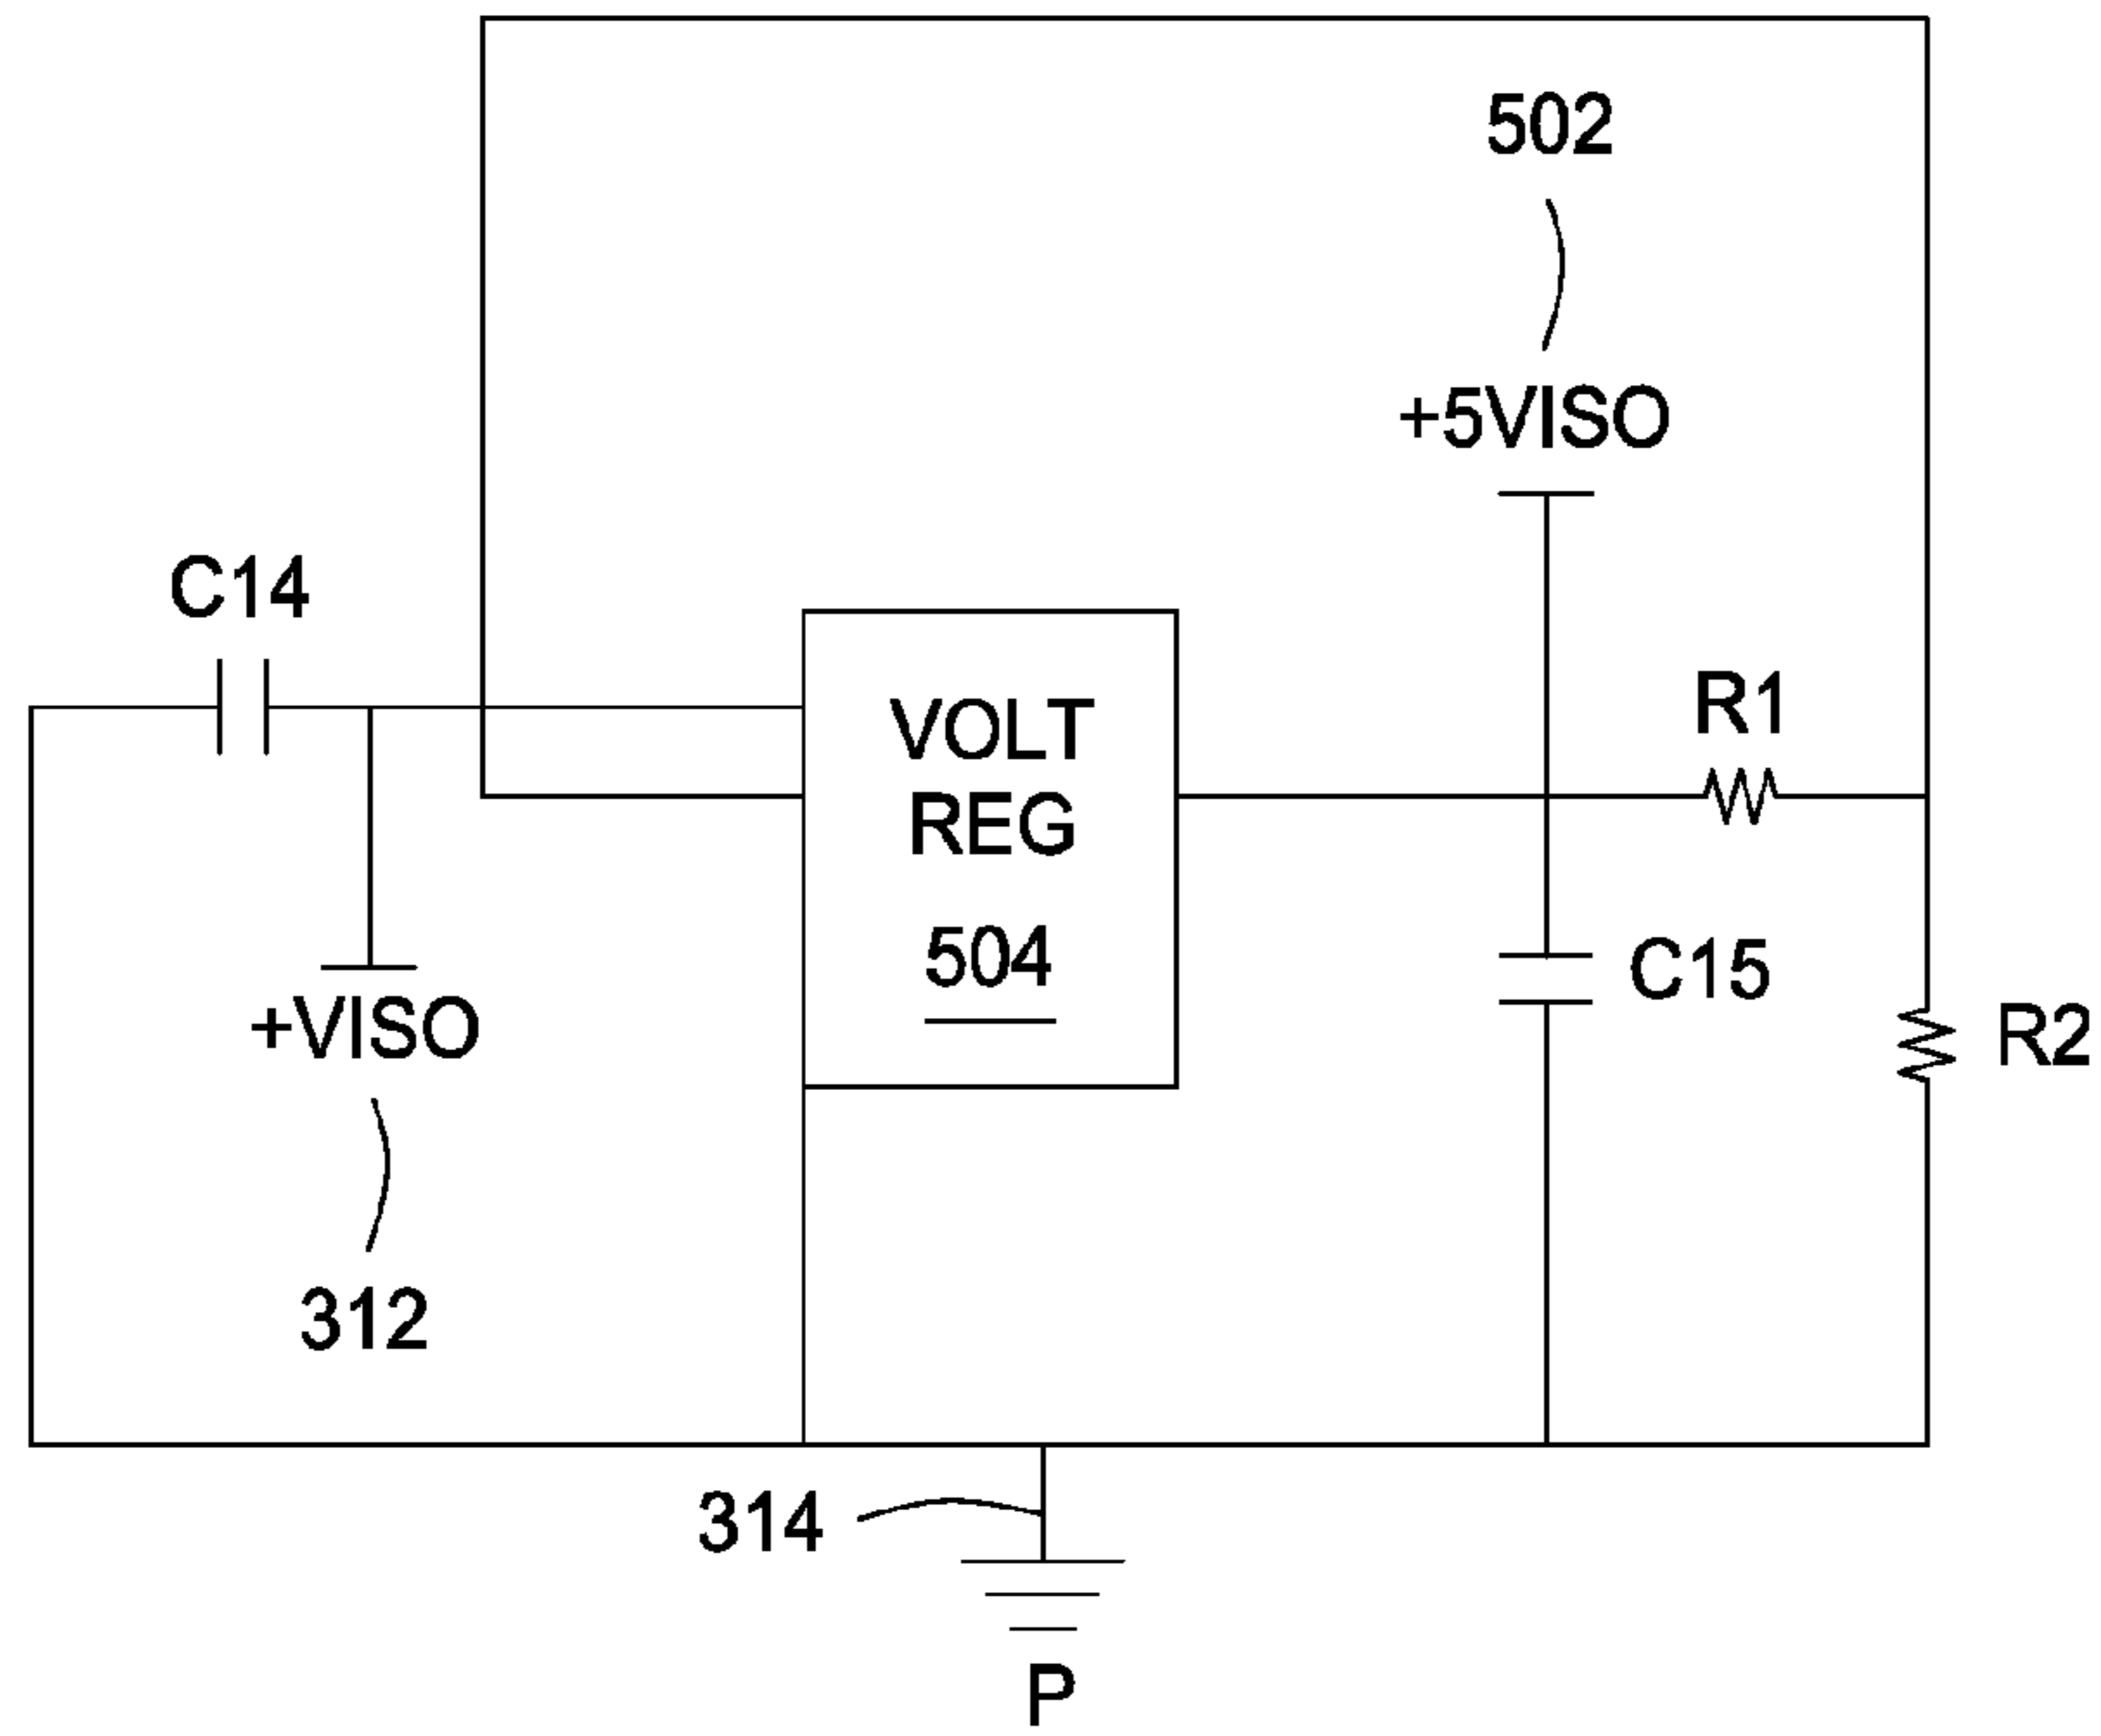 502
+5VISO
C14
R1
VOLT
REG
504
C15
R2
+VISO
312
314
P